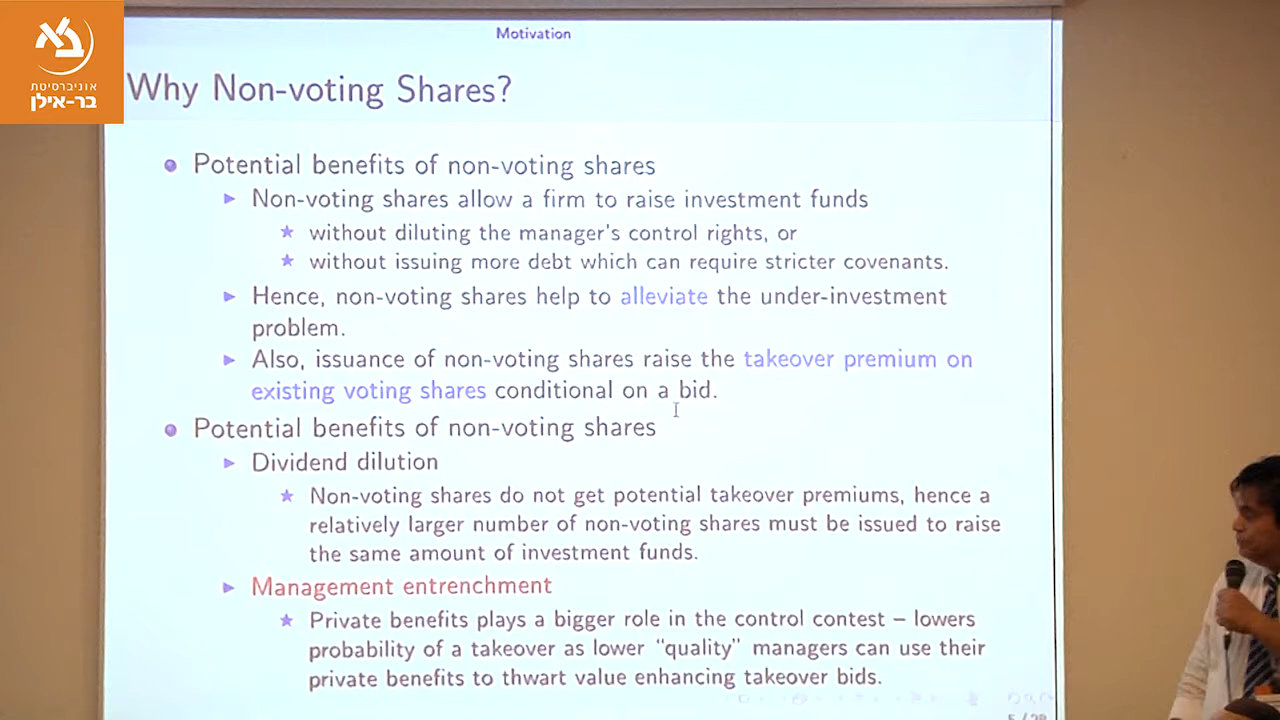 אוניברסיטת
בר-אילן
Motivation
Why Non-voting Shares?
Potential benefits of non-voting shares
Non-voting shares allow a firm to raise investment funds
without diluting the manager's control rights, or
without issuing more debt which can require stricter covenants.
Hence, non-voting shares help to alleviate the under-investment
problem.
Also, issuance of non-voting shares raise the takeover premium on
existing voting shares conditional on a bid.
Potential benefits of non-voting shares
Dividend dilution
Non-voting shares do not get potential takeover premiums, hence a
relatively larger number of non-voting shares must be issued to raise
the same amount of investment funds.
Management entrenchment
Private benefits plays a bigger role in the control contest – lowers
probability of a takeover as lower "quality" managers can use their
private benefits to thwart value enhancing takeover bids.